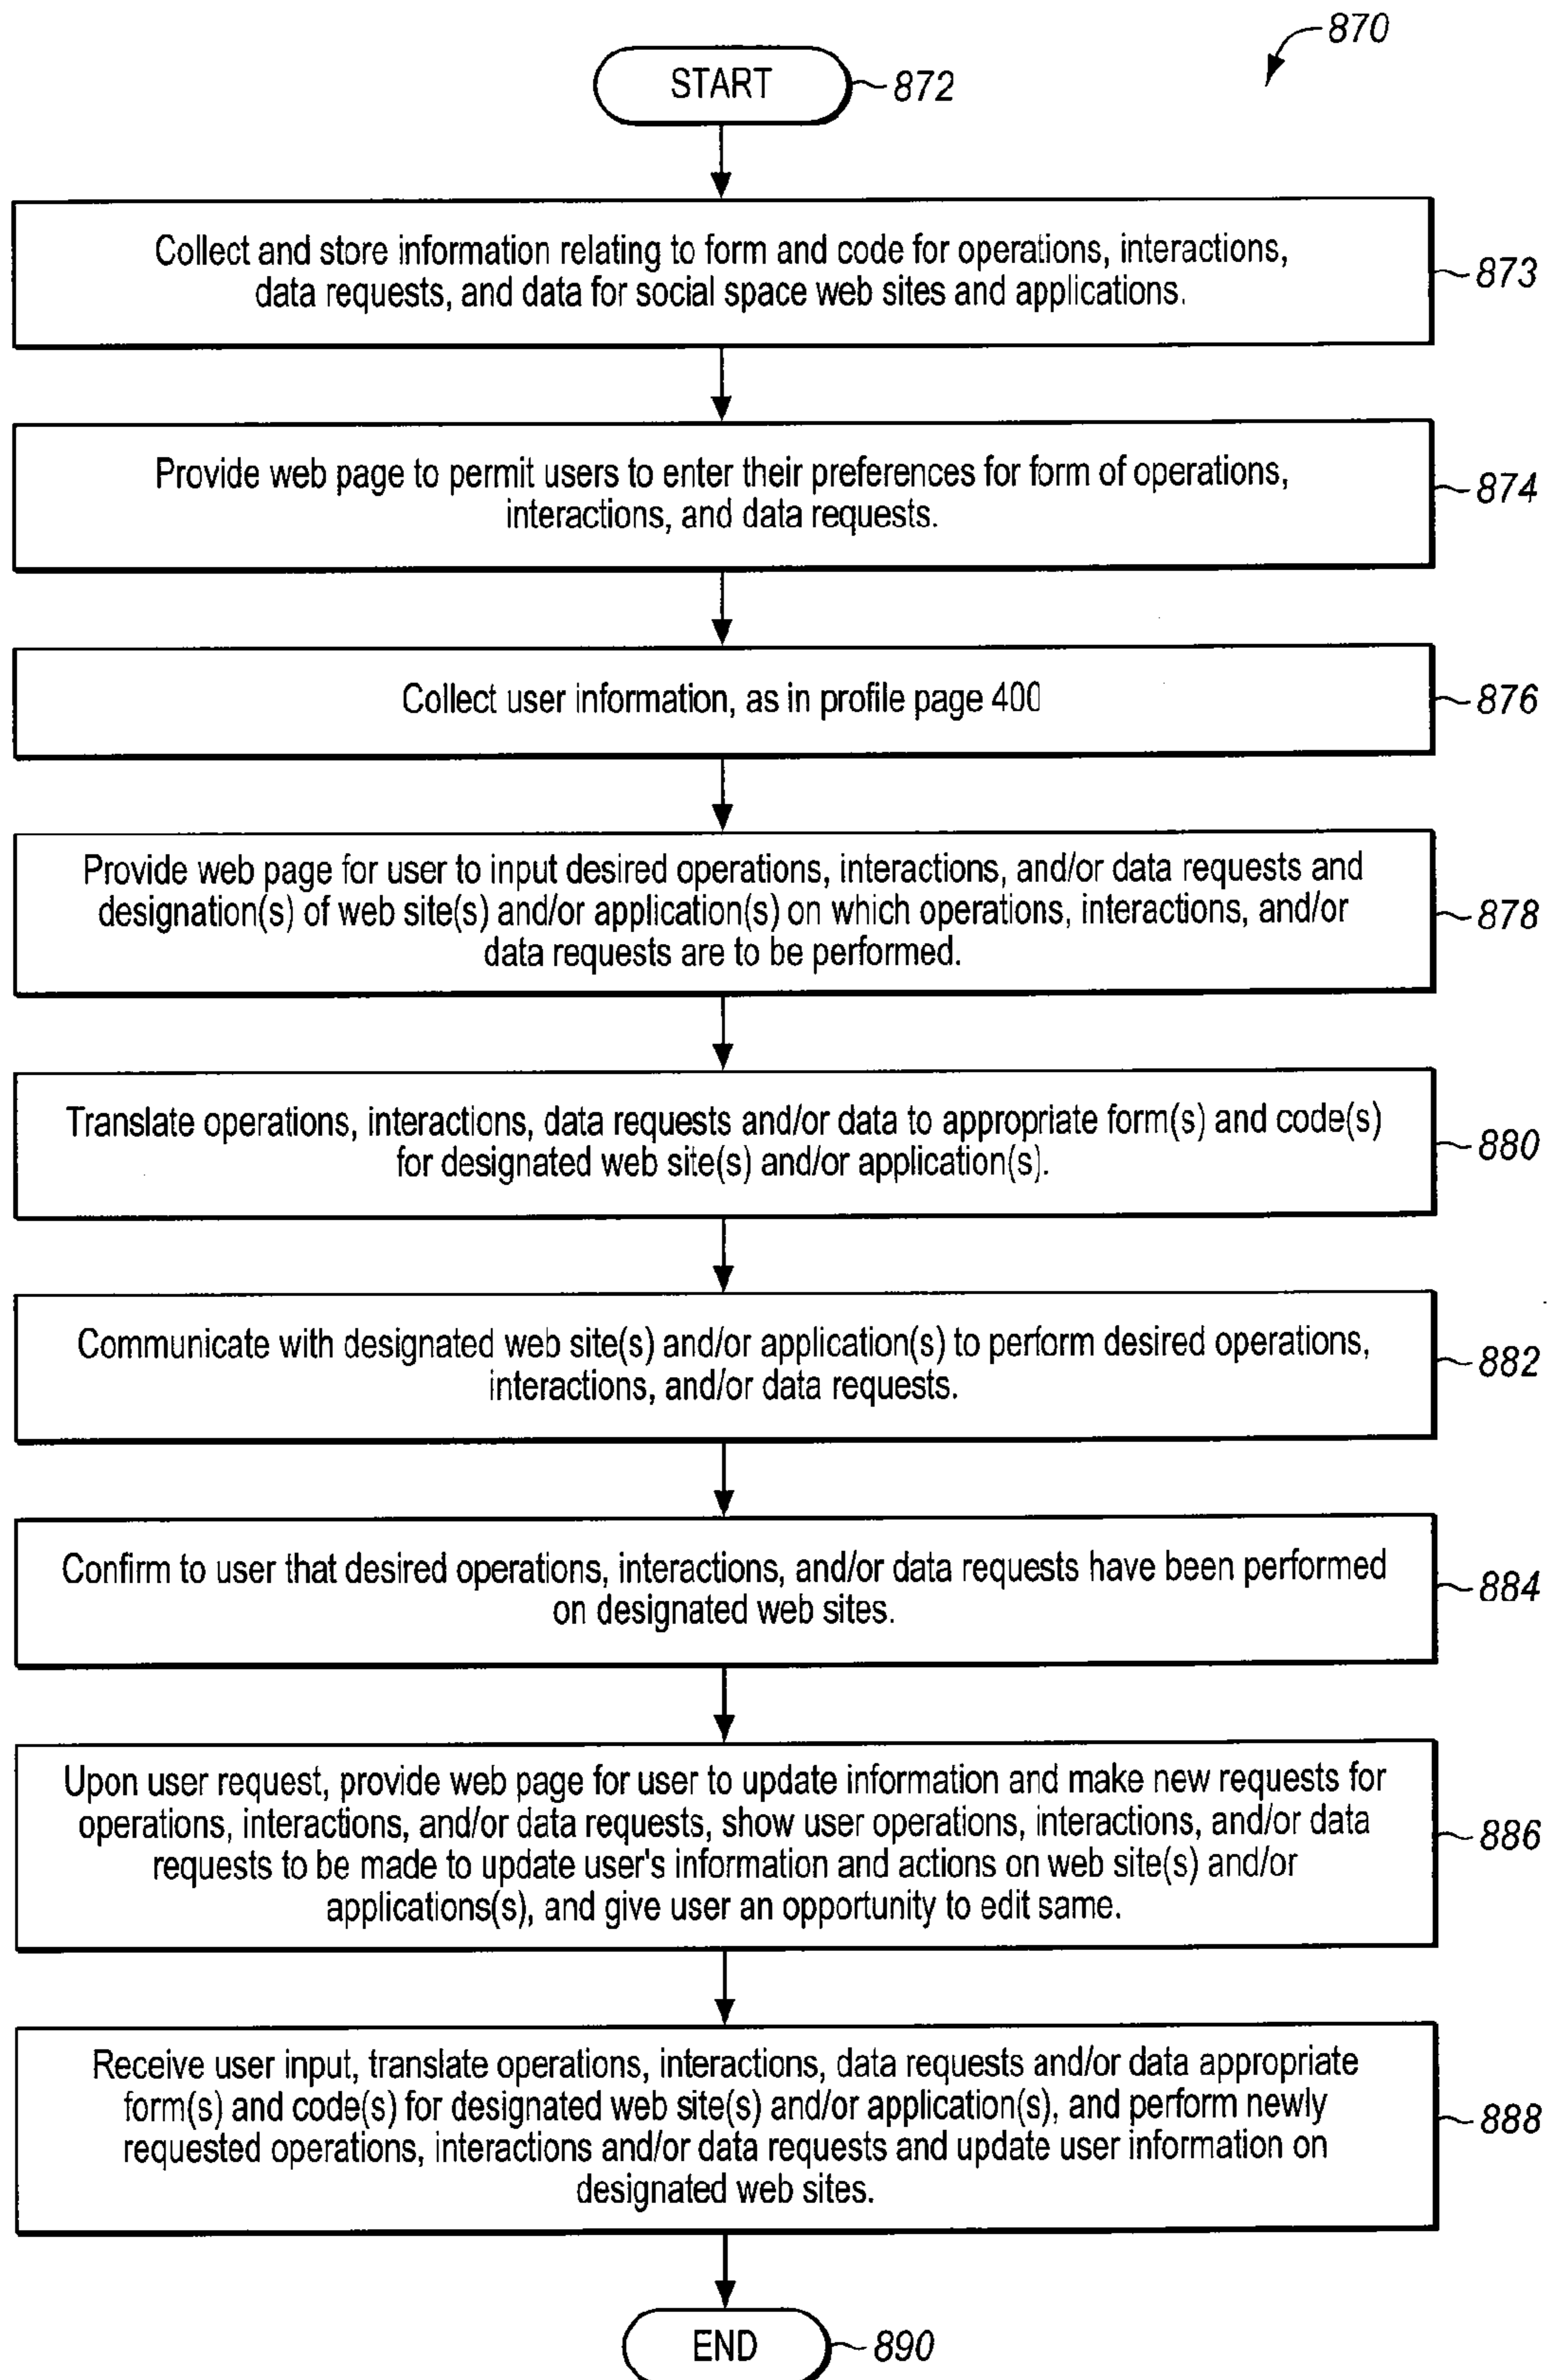 870
START
872
Collect and store information relating to form and code for operations, interactions,
data requests, and data for social space web sites and applications.
873
Provide web page to permit users to enter their preferences for form of operations,
interactions, and data requests.
874
Collect user information, as in profile page 400
876
Provide web page for user to input desired operations, interactions, and/or data requests and
designation(s) of web site(s) and/or application(s) on which operations, interactions, and/or
data requests are to be performed.
878
Translate operations, interactions, data requests and/or data to appropriate form(s) and code(s)
for designated web site(s) and/or application(s).
880
Communicate with designated web site(s) and/or application(s) to perform desired operations,
interactions, and/or data requests.
882
Confirm to user that desired operations, interactions, and/or data requests have been performed
on designated web sites.
884
Upon user request, provide web page for user to update information and make new requests for
operations, interactions, and/or data requests, show user operations, interactions, and/or data
requests to be made to update user's information and actions on web site(s) and/or
applications(s), and give user an opportunity to edit same.
886
Receive user input, translate operations, interactions, data requests and/or data appropriate
form(s) and code(s) for designated web site(s) and/or application(s), and perform newly
requested operations, interactions and/or data requests and update user information on
designated web sites.
888
END
890